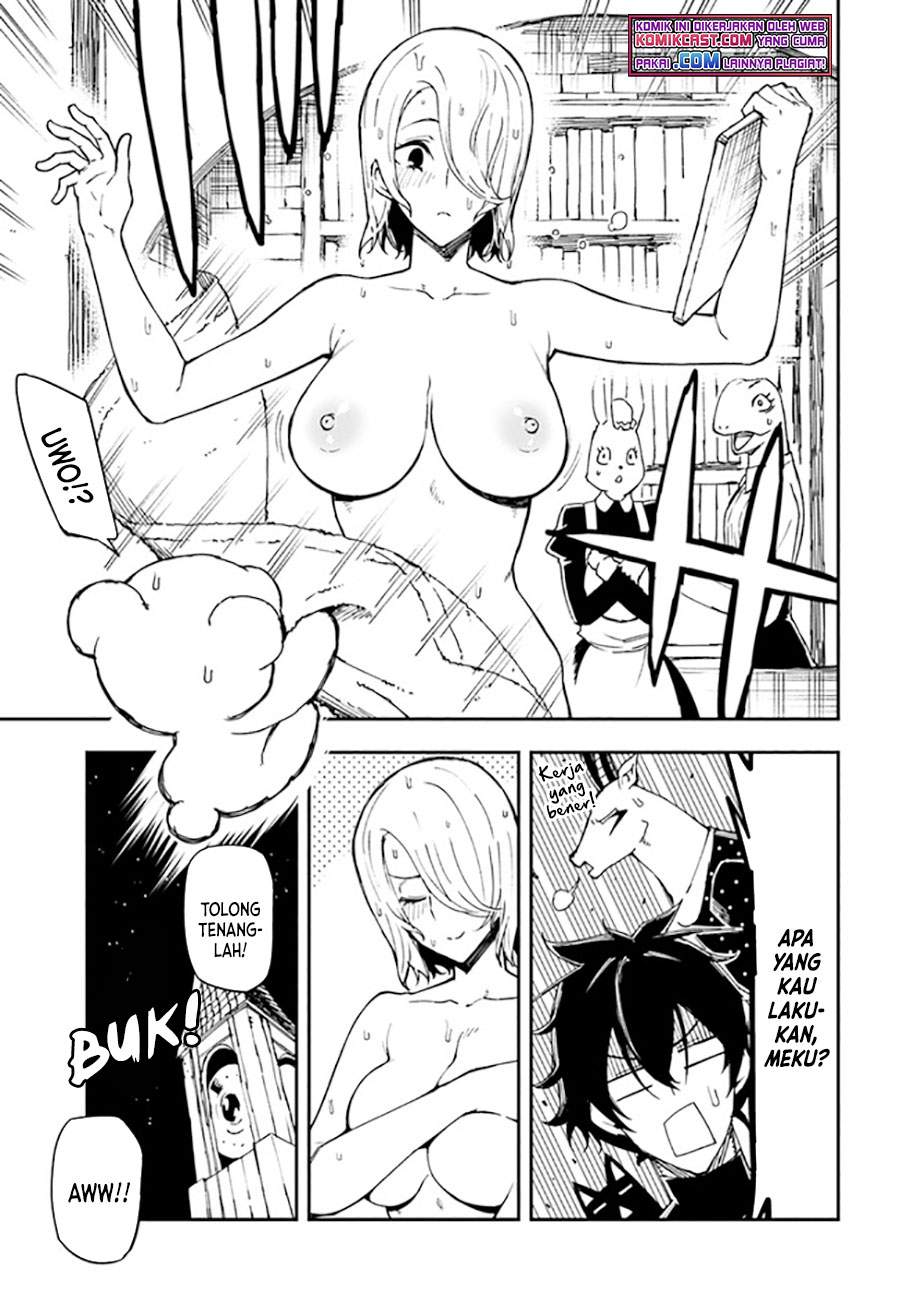 KOMIK INI DIKERJAKAN OLEH WEB
KOMIKCAST.COM YANG CUMA
PAKAI .COM LAINNYA PLAGIAT!
UWO!?
Kerja
yang
bener!
APA
YANG
KAU
LAKU-
KAN,
MEKU?
TOLONG
TENANG-
LAH!
BUK!
AWW!!